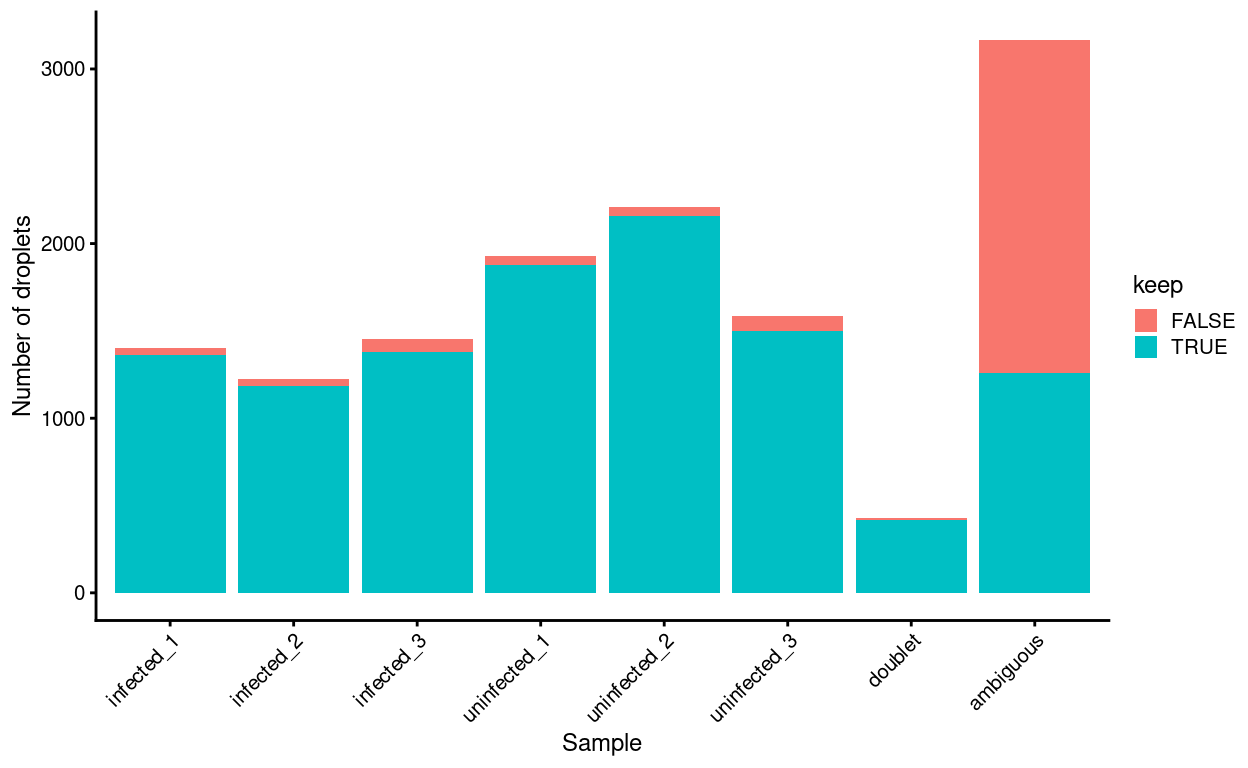 Number of droplets
3000
2000
1000
0
infected_1
infected_2
infected_3
uninfected_1
uninfected_2
uninfected_3
doublet
ambiguous
Sample
keep
FALSE
TRUE